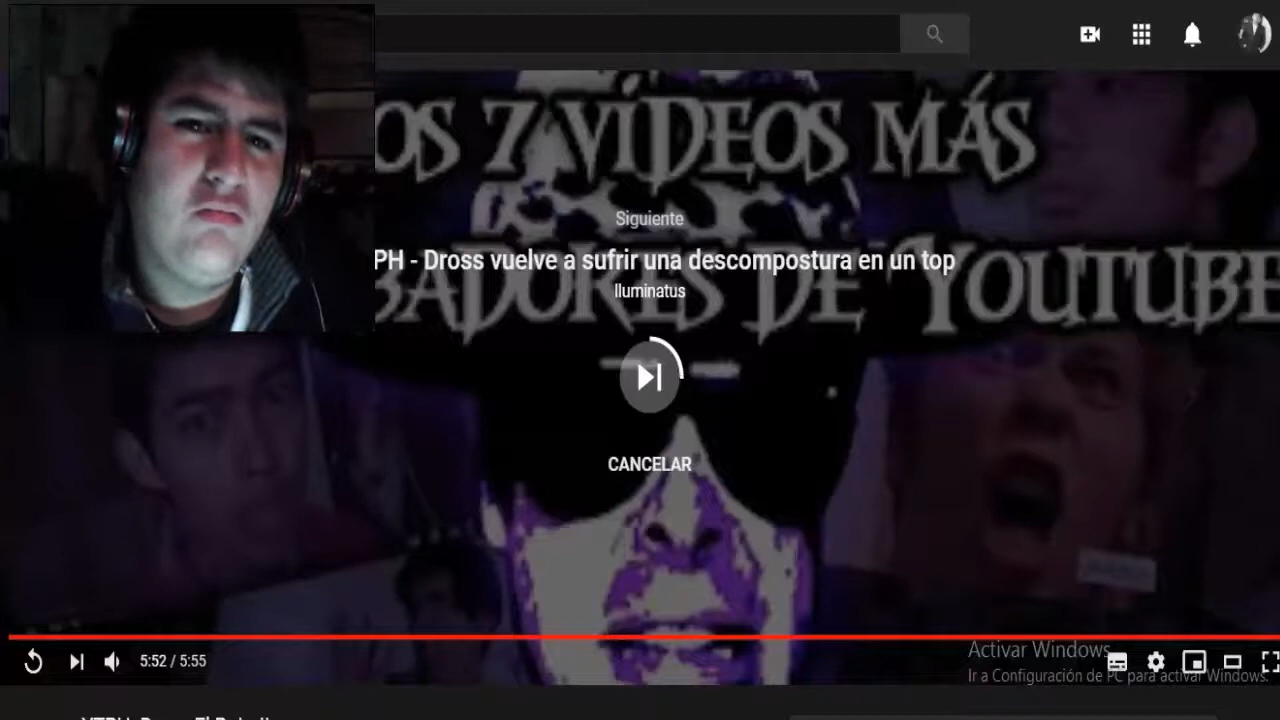 OS 7 VÍDEOS MÁS
Siguiente
PH - Dross vuelve a sufrir una descompostura en un top
Iluminatus
BADORES DE YOUTUBE
CANCELAR
5:52 / 5:55
Activar Windows
Ir a Configuración de PC para activar Windows.